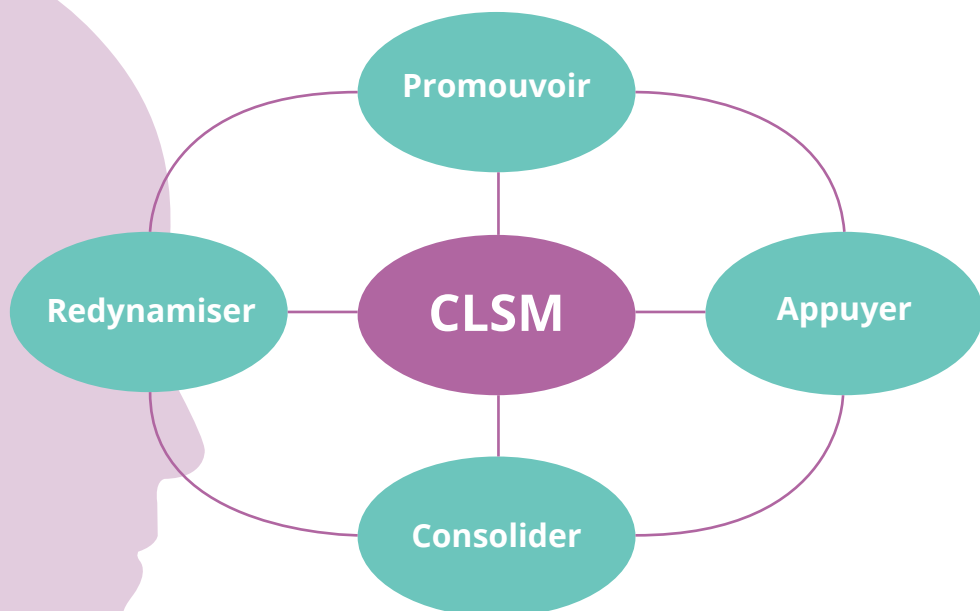 Promouvoir
Redynamiser
CLSM
Appuyer
Consolider